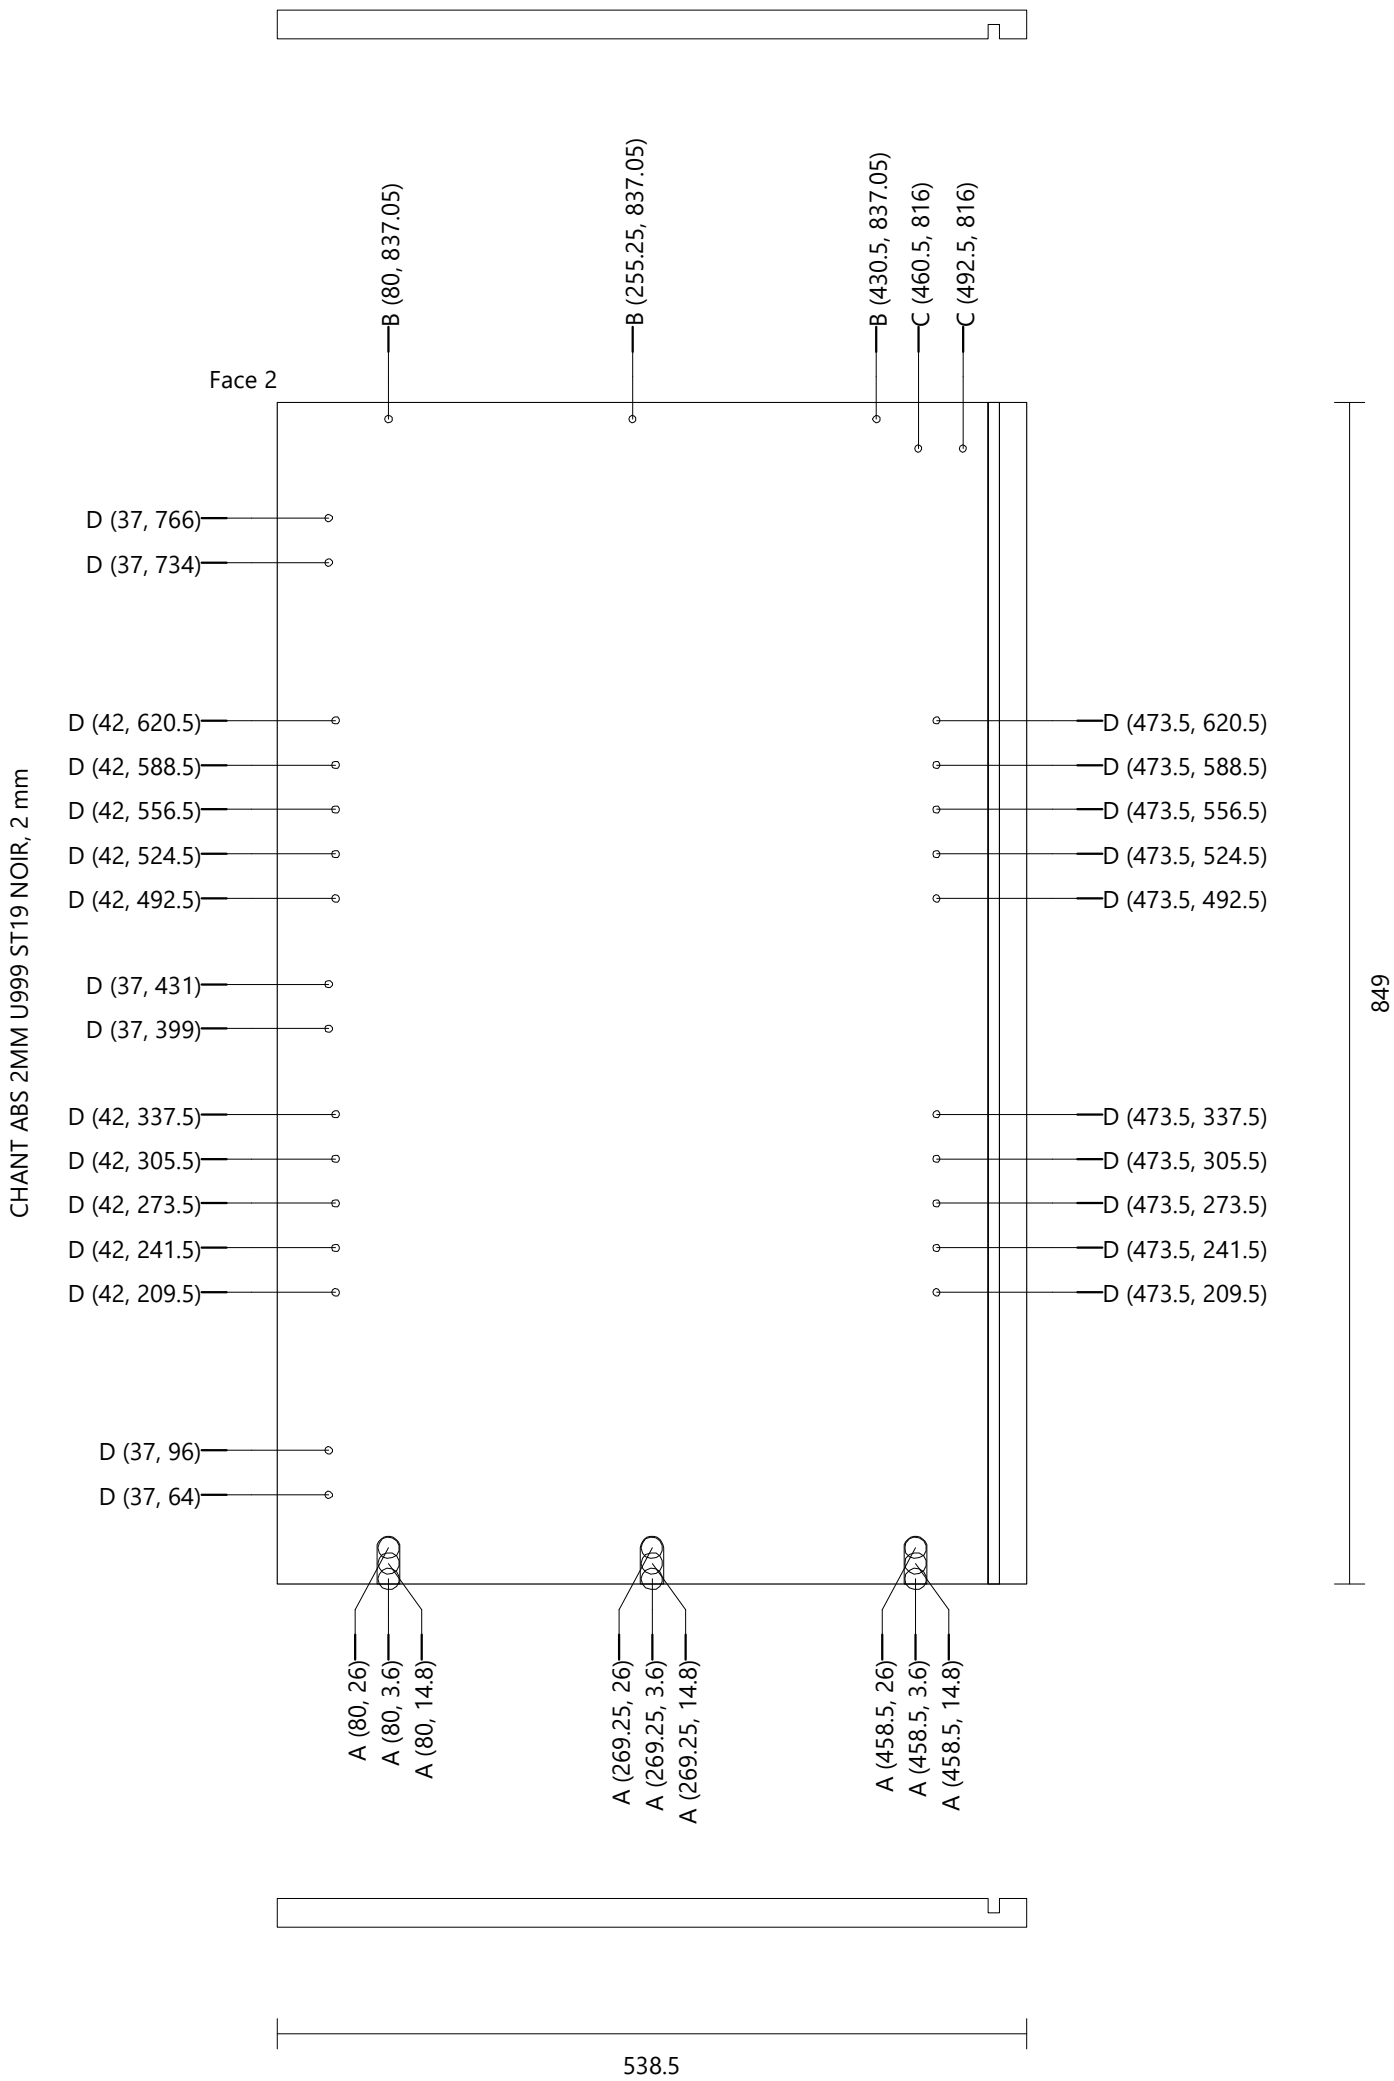 B (80, 837.05)
B (255.25, 837.05)
B (430.5, 837.05)
C (460.5, 816)
C (492.5, 816)
Face 2
D (37, 766)
D (37, 734)
D (42, 620.5)
D (473.5, 620.5)
D (42, 588.5)
D (473.5, 588.5)
D (42, 556.5)
D (473.5, 556.5)
D (42, 524.5)
D (473.5, 524.5)
D (42, 492.5)
D (473.5, 492.5)
CHANT ABS 2MM U999 ST19 NOIR, 2 mm
D (37, 431)
849
D (37, 399)
D (42, 337.5)
D (473.5, 337.5)
D (42, 305.5)
D (473.5, 305.5)
D (42, 273.5)
D (473.5, 273.5)
D (42, 241.5)
D (473.5, 241.5)
D (42, 209.5)
D (473.5, 209.5)
D (37, 96)
D (37, 64)
A (80, 26)
A (80, 3.6)
A (80, 14.8)
A (269.25, 26)
A (269.25, 3.6)
A (269.25, 14.8)
A (458.5, 26)
A (458.5, 3.6)
A (458.5, 14.8)
538.5